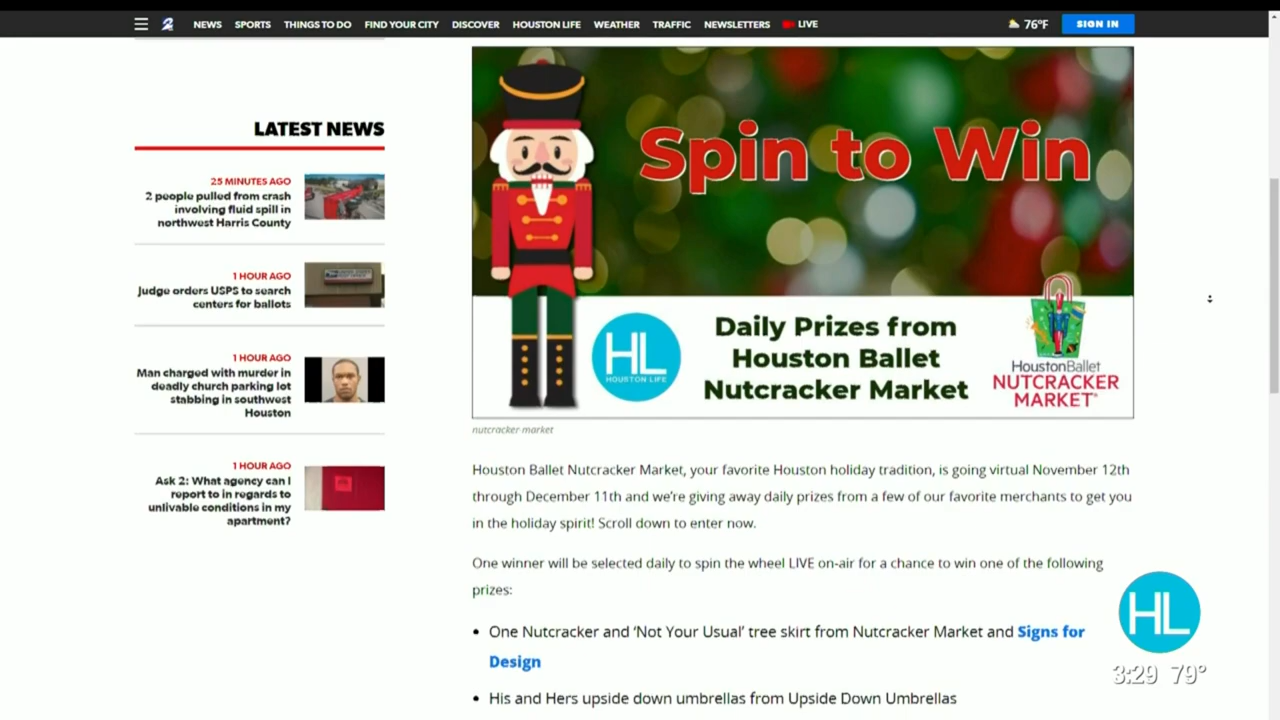 2 NEWS SPORTS THINGS TO DO FIND YOUR CITY DISCOVER HOUSTON LIFE WEATHER TRAFFIC NEWSLETTERS LIVE 76°F SIGN IN
LATEST NEWS
25 MINUTES AGO
2 people pulled from crash
involving fluid spill in
northwest Harris County
1 HOUR AGO
Judge orders USPS to search
centers for ballots
1 HOUR AGO
Man charged with murder in
deadly church parking lot
stabbing in southwest
Houston
1 HOUR AGO
Ask 2: What agency can I
report to in regards to
unlivable conditions in my
apartment?
Spin to Win
HL
HOUSTON LIFE
Daily Prizes from
Houston Ballet
Nutcracker Market
HoustonBallet
NUTCRACKER
MARKET®
nutcracker market
Houston Ballet Nutcracker Market, your favorite Houston holiday tradition, is going virtual November 12th
through December 11th and we're giving away daily prizes from a few of our favorite merchants to get you
in the holiday spirit! Scroll down to enter now.
One winner will be selected daily to spin the wheel LIVE on-air for a chance to win one of the following
prizes:
• One Nutcracker and 'Not Your Usual' tree skirt from Nutcracker Market and Signs for
Design
• His and Hers upside down umbrellas from Upside Down Umbrellas
HL
3:29 79°